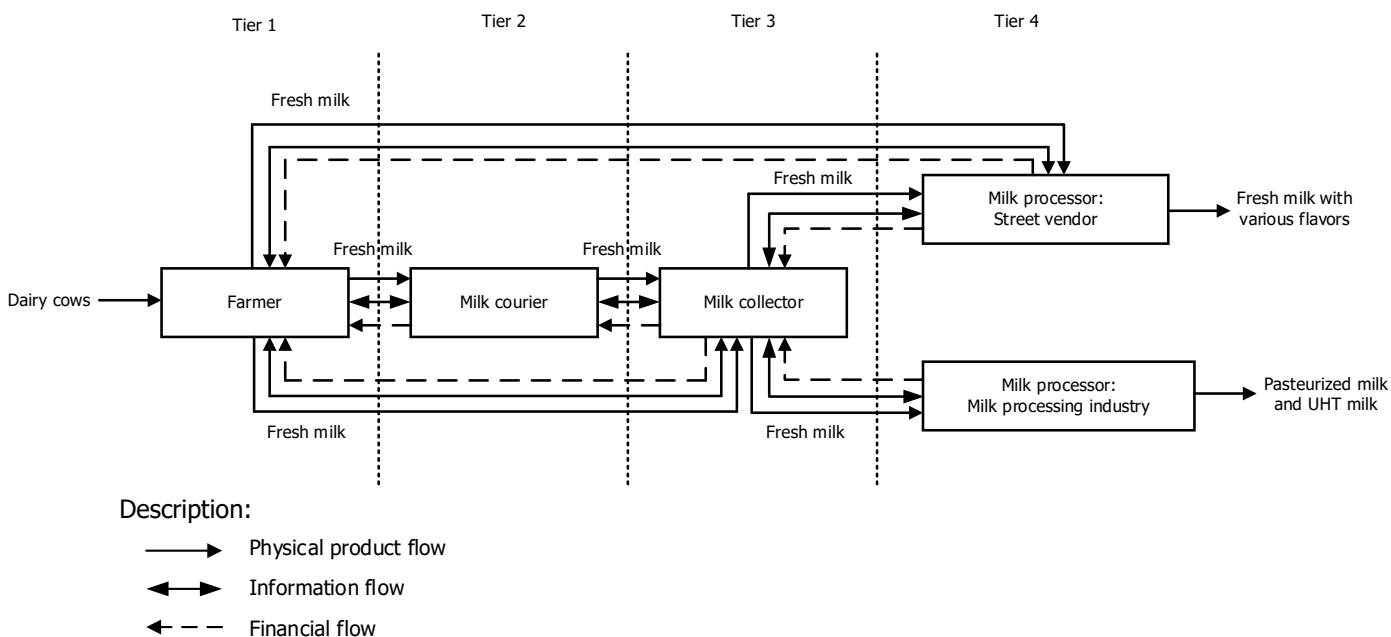 Tier 1
Tier 2
Tier 3
Tier 4
Fresh milk
Fresh milk
Milk processor:
Street vendor
Fresh milk with
various flavors
Fresh milk
Fresh milk
Dairy cows
Farmer
Milk courier
Milk collector
Milk processor:
Milk processing industry
Pasteurized milk
and UHT milk
Fresh milk
Fresh milk
Description:
Physical product flow
Information flow
Financial flow